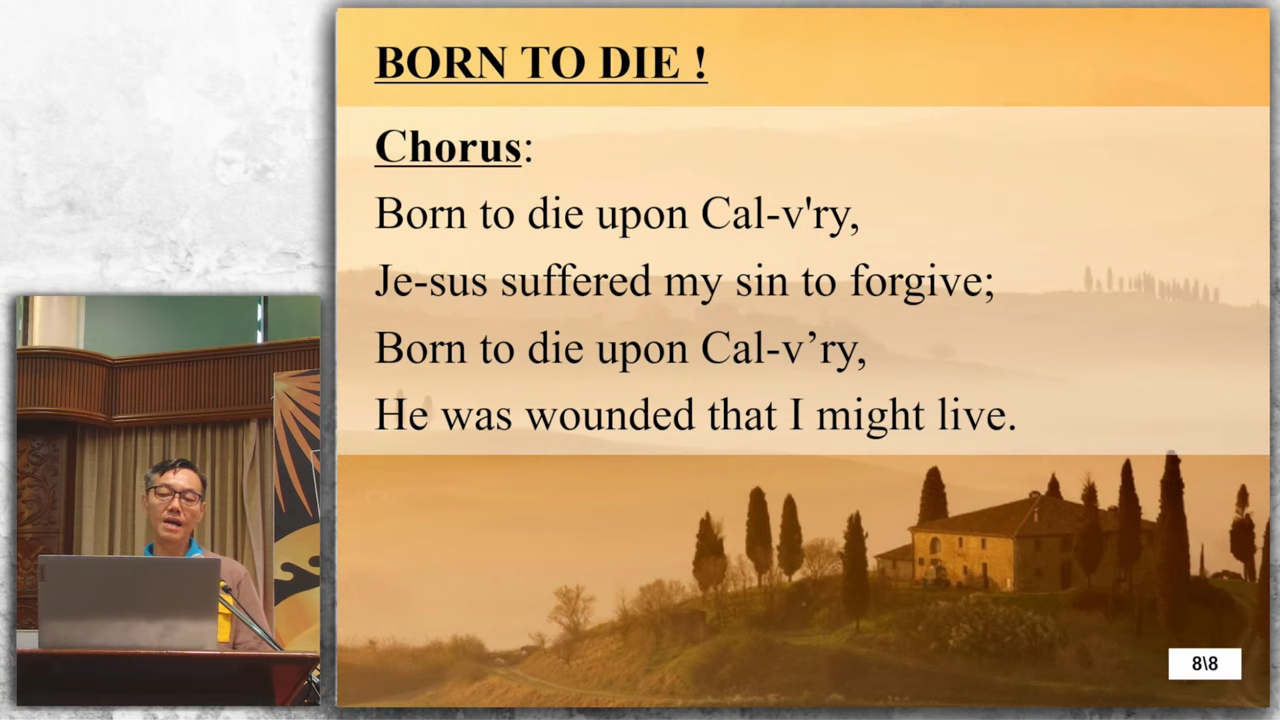 BORN TO DIE !
Chorus:
Born to die upon Cal-v'ry,
Je-sus suffered my sin to forgive;
Born to die upon Cal-v’ry,
He was wounded that I might live.
8\8